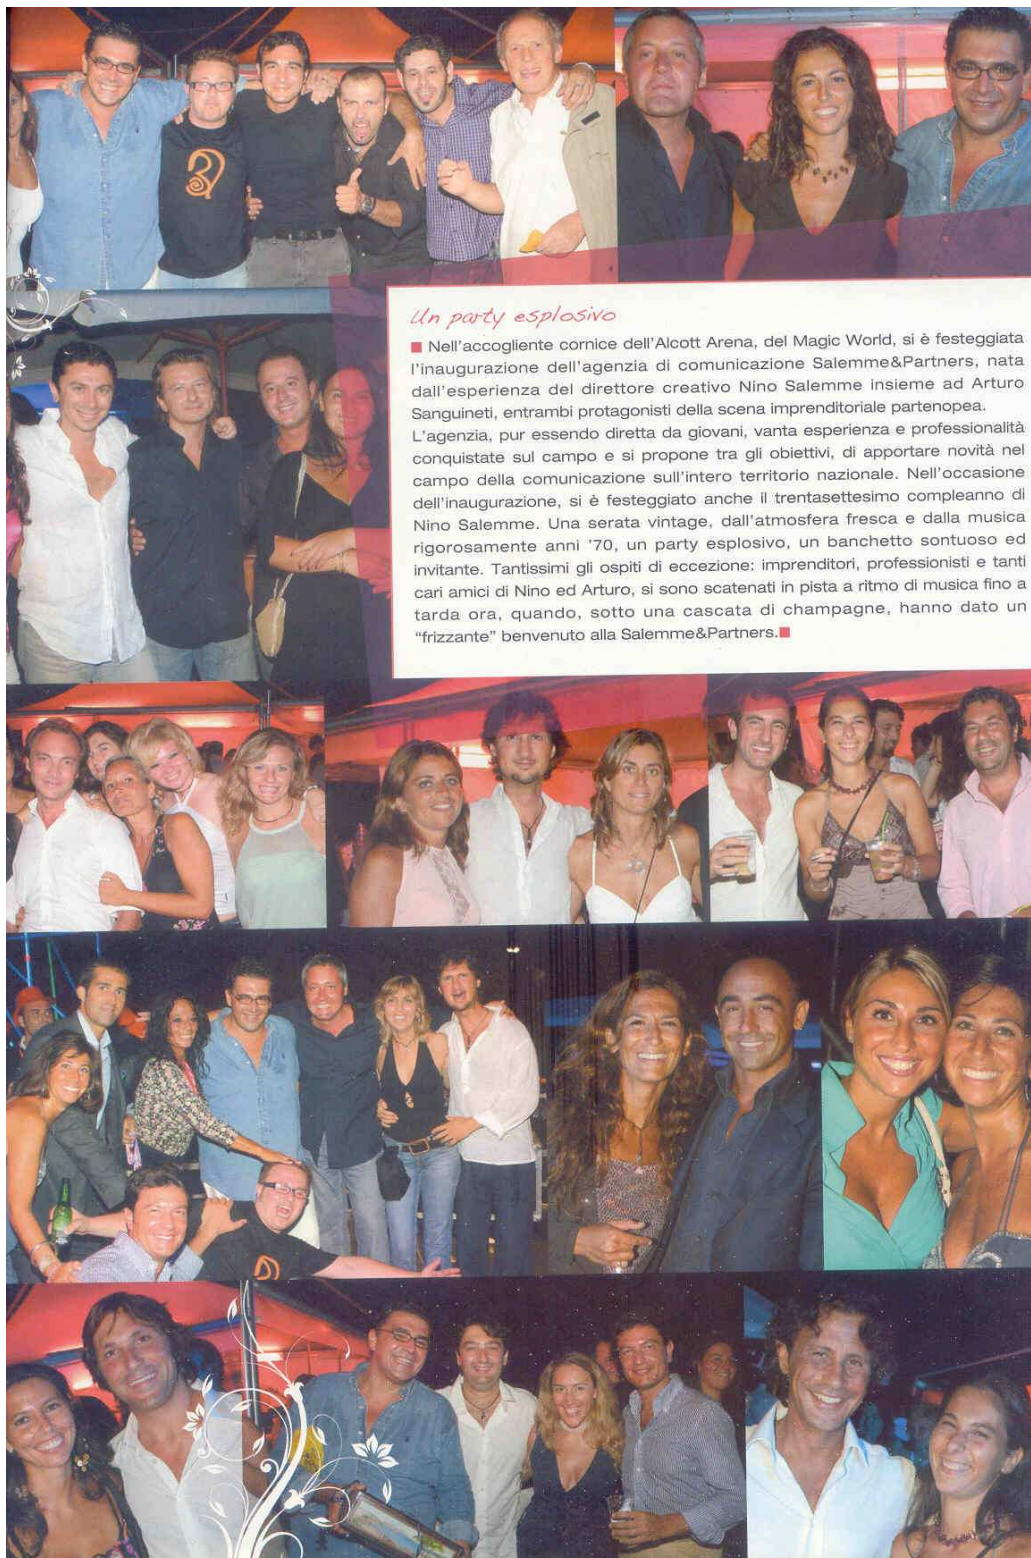 Un party esplosivo
■ Nell'accogliente cornice dell'Alcott Arena, del Magic World, si è festeggiata
l'inaugurazione dell'agenzia di comunicazione Salemme&Partners, nata
dall'esperienza del direttore creativo Nino Salemme insieme ad Arturo
Sanguineti, entrambi protagonisti della scena imprenditoriale partenopea.
L'agenzia, pur essendo diretta da giovani, vanta esperienza e professionalità
conquistate sul campo e si propone tra gli obiettivi, di apportare novità nel
campo della comunicazione sull'intero territorio nazionale. Nell'occasione
dell'inaugurazione, si è festeggiato anche il trentasettesimo compleanno di
Nino Salemme. Una serata vintage, dall'atmosfera fresca e dalla musica
rigorosamente anni '70, un party esplosivo, un banchetto sontuoso ed
invitante. Tantissimi gli ospiti di eccezione: imprenditori, professionisti e tanti
cari amici di Nino ed Arturo, si sono scatenati in pista a ritmo di musica fino a
tarda ora, quando, sotto una cascata di champagne, hanno dato un
"frizzante" benvenuto alla Salemme&Partners.■